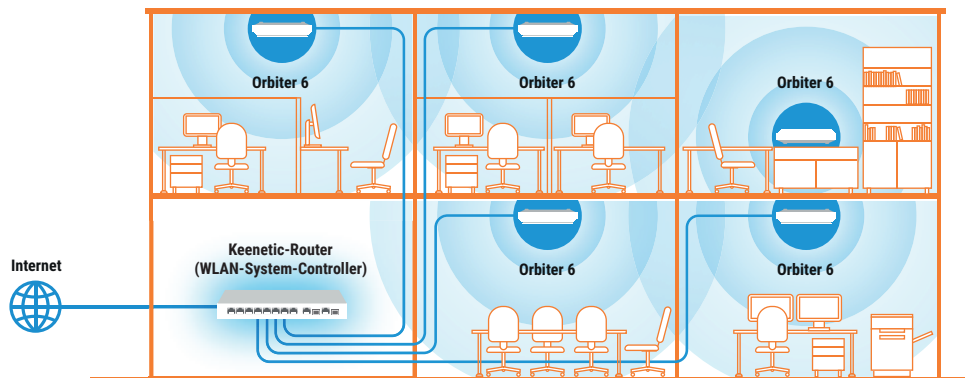 Orbiter 6
Orbiter 6
Orbiter 6
Internet
Keenetic-Router
(WLAN-System-Controller)
Orbiter 6
Orbiter 6